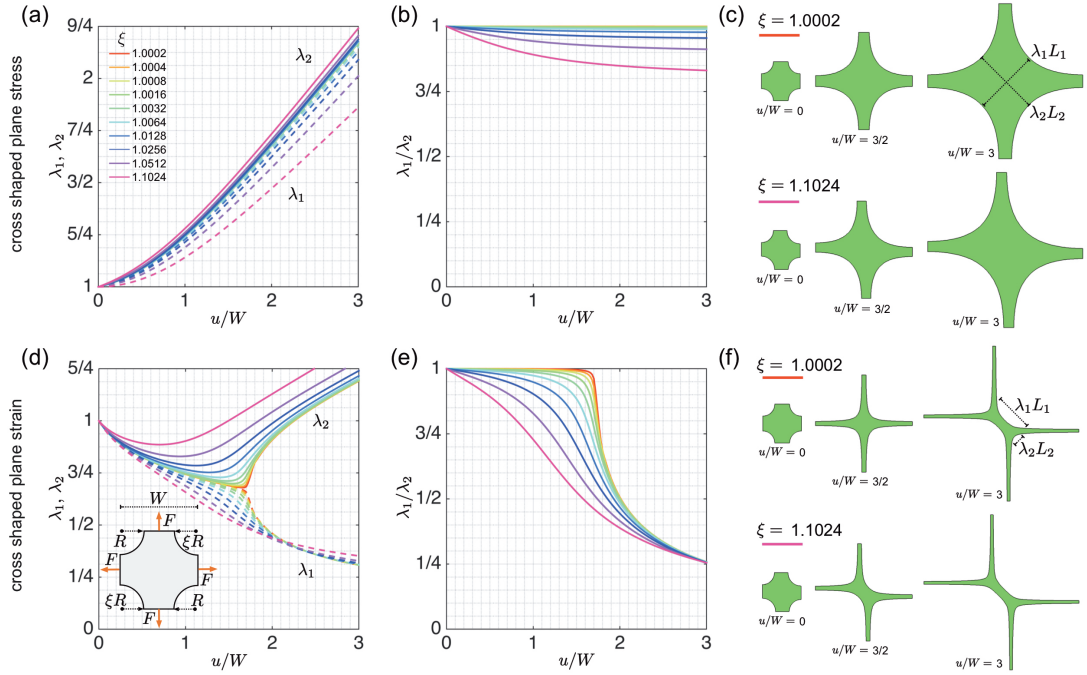 (a)
cross shaped plane stress
9/4
2
7/4
3/2
5/4
1
λ₁, λ₂
ξ
1.0002
1.0004
1.0008
1.0016
1.0032
1.0064
1.0128
1.0256
1.0512
1.1024
λ₂
λ₁
0 1 2 3
u/W
(b)
1
3/4
1/2
1/4
0
λ₁/λ₂
0 1 2 3
u/W
(c)
ξ = 1.0002
u/W = 0
u/W = 3/2
u/W = 3
λ₁L₁
λ₂L₂
ξ = 1.1024
u/W = 0
u/W = 3/2
u/W = 3
(d)
cross shaped plane strain
5/4
1
3/4
1/2
1/4
0
λ₁, λ₂
λ₂
λ₁
W
F
R ξR
F
F
ξR R
F
0 1 2 3
u/W
(e)
1
3/4
1/2
1/4
0
λ₁/λ₂
0 1 2 3
u/W
(f)
ξ = 1.0002
u/W = 0
u/W = 3/2
u/W = 3
λ₁L₁
λ₂L₂
ξ = 1.1024
u/W = 0
u/W = 3/2
u/W = 3